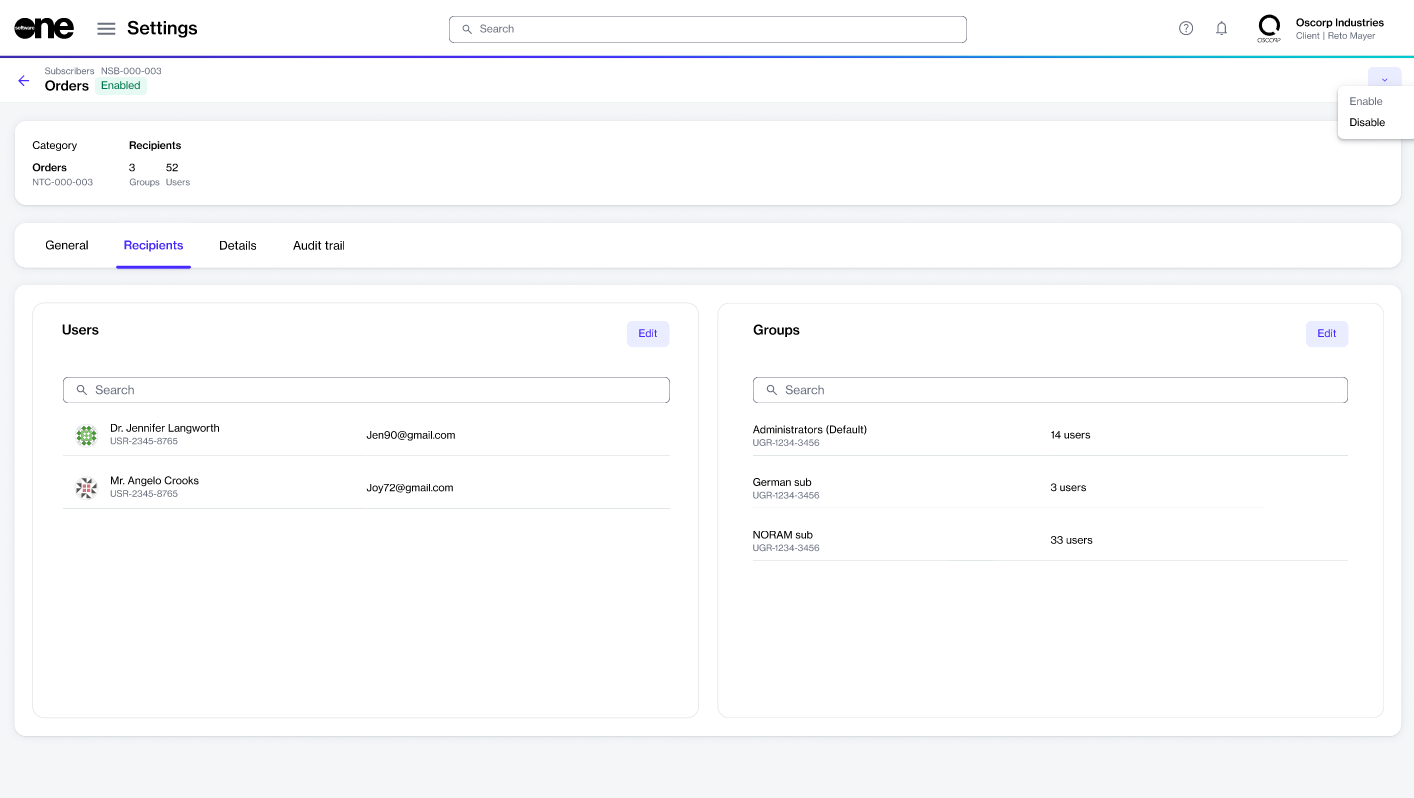 software one
Settings
Search
Oscorp Industries
Client | Reto Mayer
OSCORP
Subscribers NSB-000-003
Orders Enabled
Enable
Disable
Category Recipients
Orders 3 52
NTC-000-003 Groups Users
General Recipients Details Audit trail
Users Edit
Search
Dr. Jennifer Langworth
USR-2345-8765
Jen90@gmail.com
Mr. Angelo Crooks
USR-2345-8765
Joy72@gmail.com
Groups Edit
Search
Administrators (Default)
UGR-1234-3456
14 users
German sub
UGR-1234-3456
3 users
NORAM sub
UGR-1234-3456
33 users